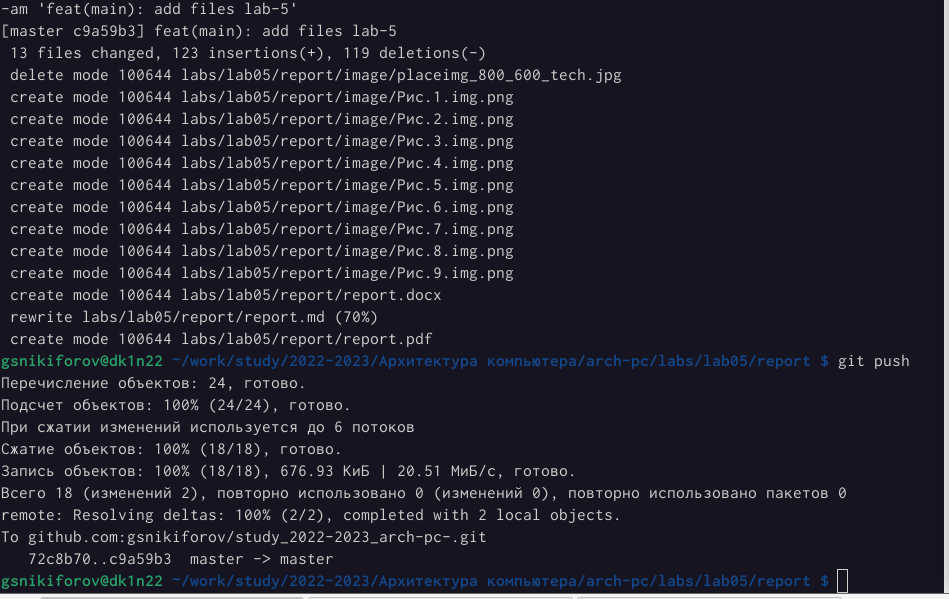 -am 'feat(main): add files lab-5'
[master c9a59b3] feat(main): add files lab-5
 13 files changed, 123 insertions(+), 119 deletions(-)
 delete mode 100644 labs/lab05/report/image/placeimg_800_600_tech.jpg
 create mode 100644 labs/lab05/report/image/Рис.1.img.png
 create mode 100644 labs/lab05/report/image/Рис.2.img.png
 create mode 100644 labs/lab05/report/image/Рис.3.img.png
 create mode 100644 labs/lab05/report/image/Рис.4.img.png
 create mode 100644 labs/lab05/report/image/Рис.5.img.png
 create mode 100644 labs/lab05/report/image/Рис.6.img.png
 create mode 100644 labs/lab05/report/image/Рис.7.img.png
 create mode 100644 labs/lab05/report/image/Рис.8.img.png
 create mode 100644 labs/lab05/report/image/Рис.9.img.png
 create mode 100644 labs/lab05/report/report.docx
 rewrite labs/lab05/report/report.md (70%)
 create mode 100644 labs/lab05/report/report.pdf
gsnikiforov@dk1n22 ~/work/study/2022-2023/Архитектура компьютера/arch-pc/labs/lab05/report $ git push
Перечисление объектов: 24, готово.
Подсчет объектов: 100% (24/24), готово.
При сжатии изменений используется до 6 потоков
Сжатие объектов: 100% (18/18), готово.
Запись объектов: 100% (18/18), 676.93 КиБ | 20.51 МиБ/с, готово.
Всего 18 (изменений 2), повторно использовано 0 (изменений 0), повторно использовано пакетов 0
remote: Resolving deltas: 100% (2/2), completed with 2 local objects.
To github.com:gsnikiforov/study_2022-2023_arch-pc-.git
   72c8b70..c9a59b3  master -> master
gsnikiforov@dk1n22 ~/work/study/2022-2023/Архитектура компьютера/arch-pc/labs/lab05/report $